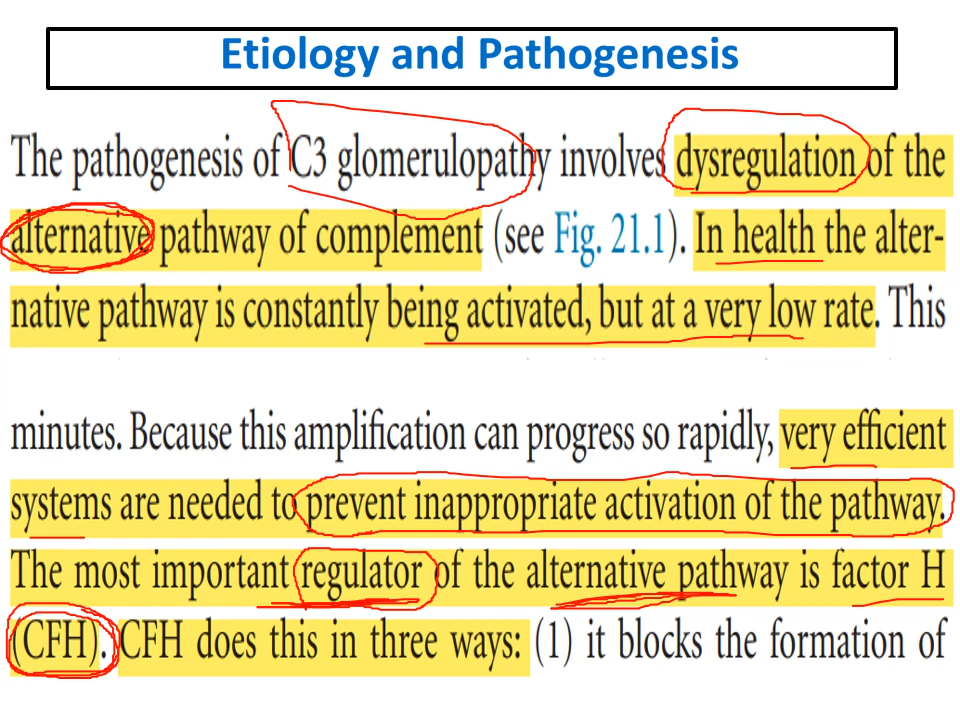 Etiology and Pathogenesis
The pathogenesis of C3 glomerulopathy involves dysregulation of the
alternative pathway of complement (see Fig. 21.1). In health the alter-
native pathway is constantly being activated, but at a very low rate. This
minutes. Because this amplification can progress so rapidly, very efficient
systems are needed to prevent inappropriate activation of the pathway.
The most important regulator of the alternative pathway is factor H
(CFH). CFH does this in three ways: (1) it blocks the formation of